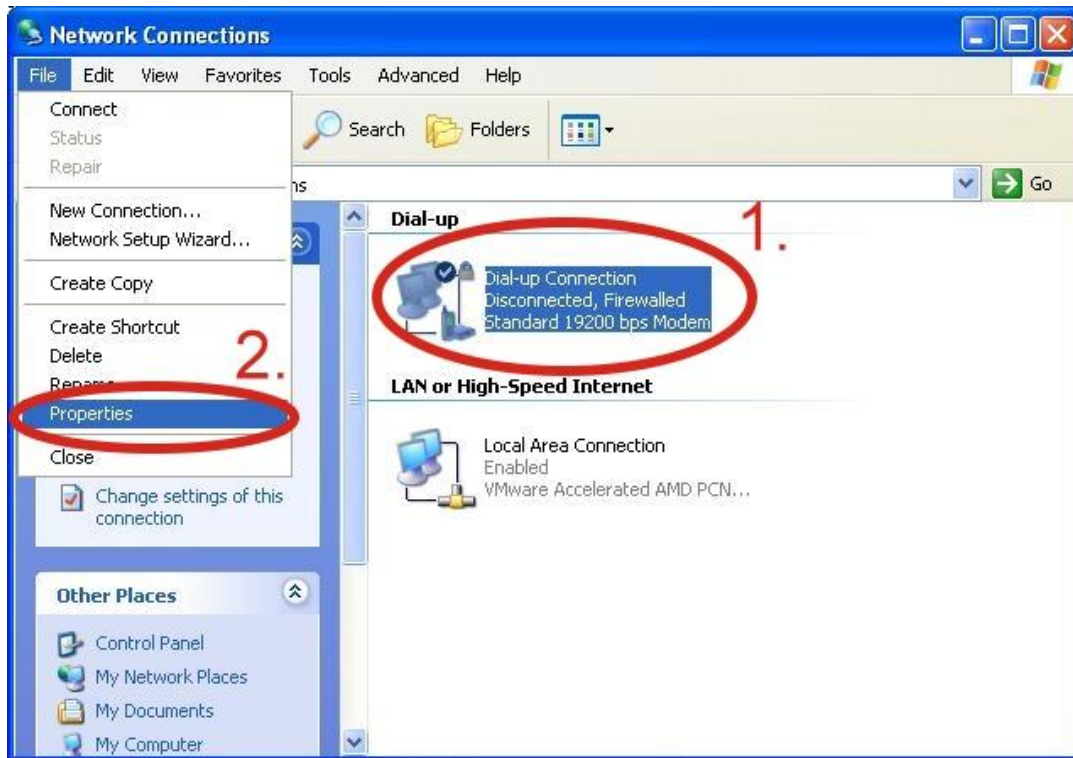 Network Connections
File Edit View Favorites Tools Advanced Help
Connect
Status
Repair
New Connection...
Network Setup Wizard...
Create Copy
Create Shortcut
Delete
Rename
Properties
Close
2.
Search Folders
ns
Go
Change settings of this
connection
Other Places
Control Panel
My Network Places
My Documents
My Computer
Dial-up
1.
Dial-up Connection
Disconnected, Firewalled
Standard 19200 bps Modem
LAN or High-Speed Internet
Local Area Connection
Enabled
VMware Accelerated AMD PCN...